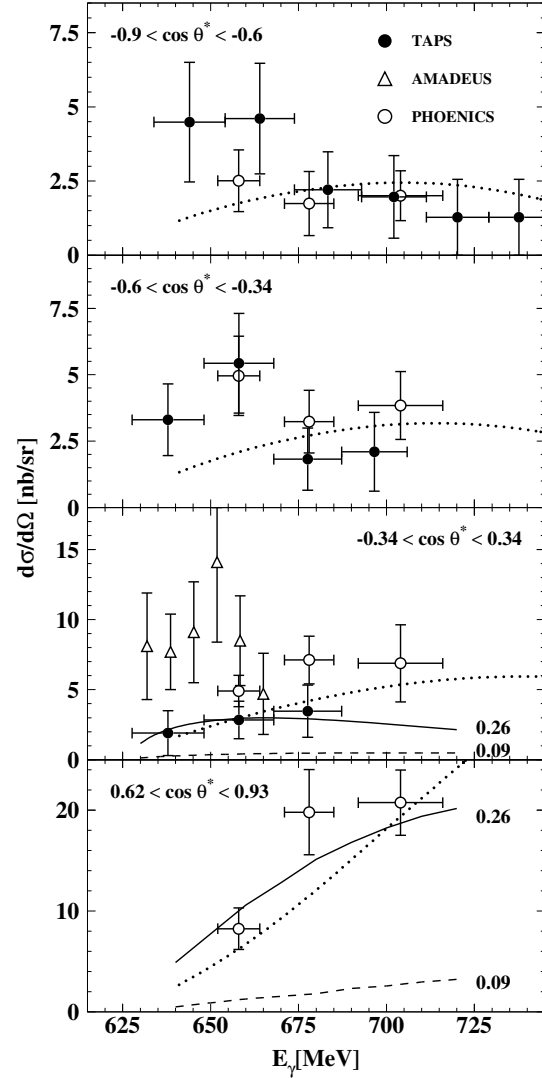 -0.9 < cos θ* < -0.6
TAPS
AMADEUS
PHOENICS
7.5
5
2.5
0
-0.6 < cos θ* < -0.34
7.5
5
2.5
0
dσ/dΩ [nb/sr]
-0.34 < cos θ* < 0.34
15
10
5
0
0.26
0.09
0.62 < cos θ* < 0.93
20
10
0
0.26
0.09
625 650 675 700 725
Eγ[MeV]